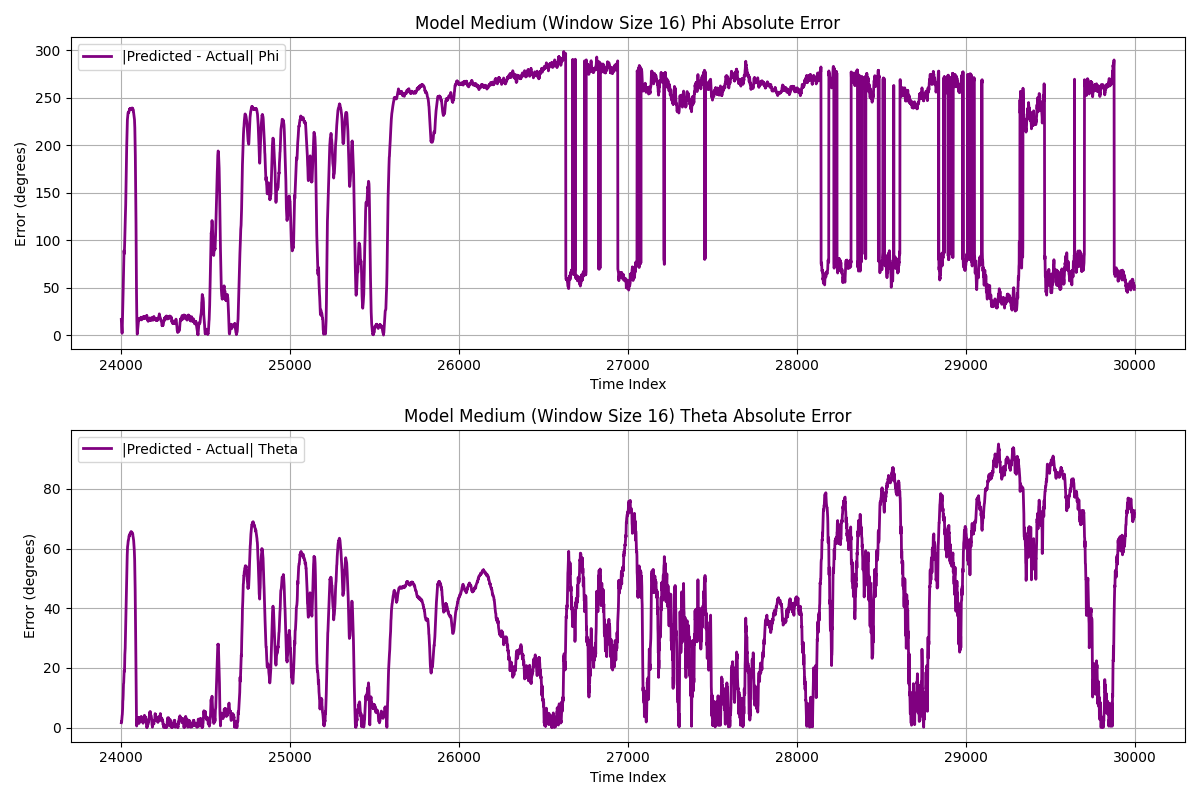 Model Medium (Window Size 16) Phi Absolute Error
|Predicted - Actual| Phi
Error (degrees)
300
250
200
150
100
50
0
24000 25000 26000 27000 28000 29000 30000
Time Index
Model Medium (Window Size 16) Theta Absolute Error
|Predicted - Actual| Theta
Error (degrees)
80
60
40
20
0
24000 25000 26000 27000 28000 29000 30000
Time Index